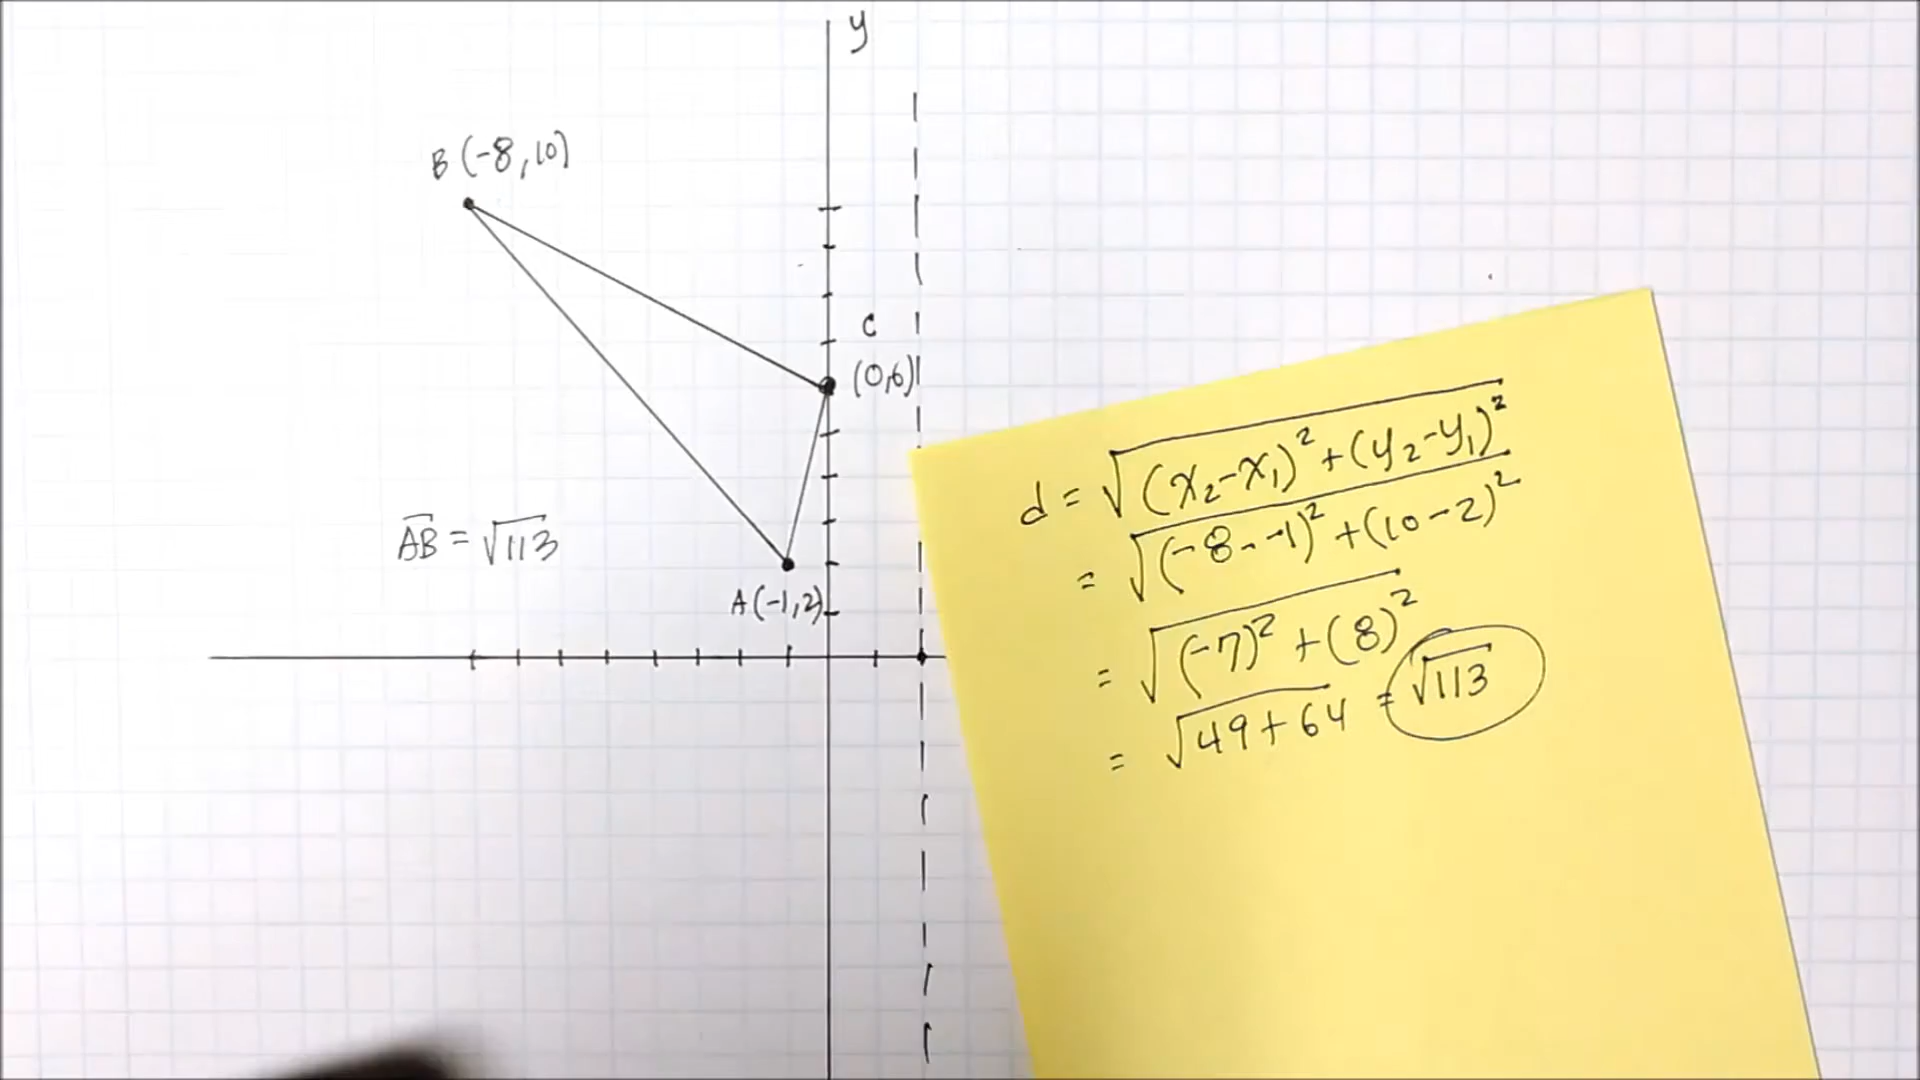 y
B (-8, 10)
C
(0,6)
A (-1, 2)
AB = √113
d = √(x₂-x₁)² + (y₂-y₁)²
= √(-8--1)² + (10-2)²
= √(-7)² + (8)²
= √49+64 = √113